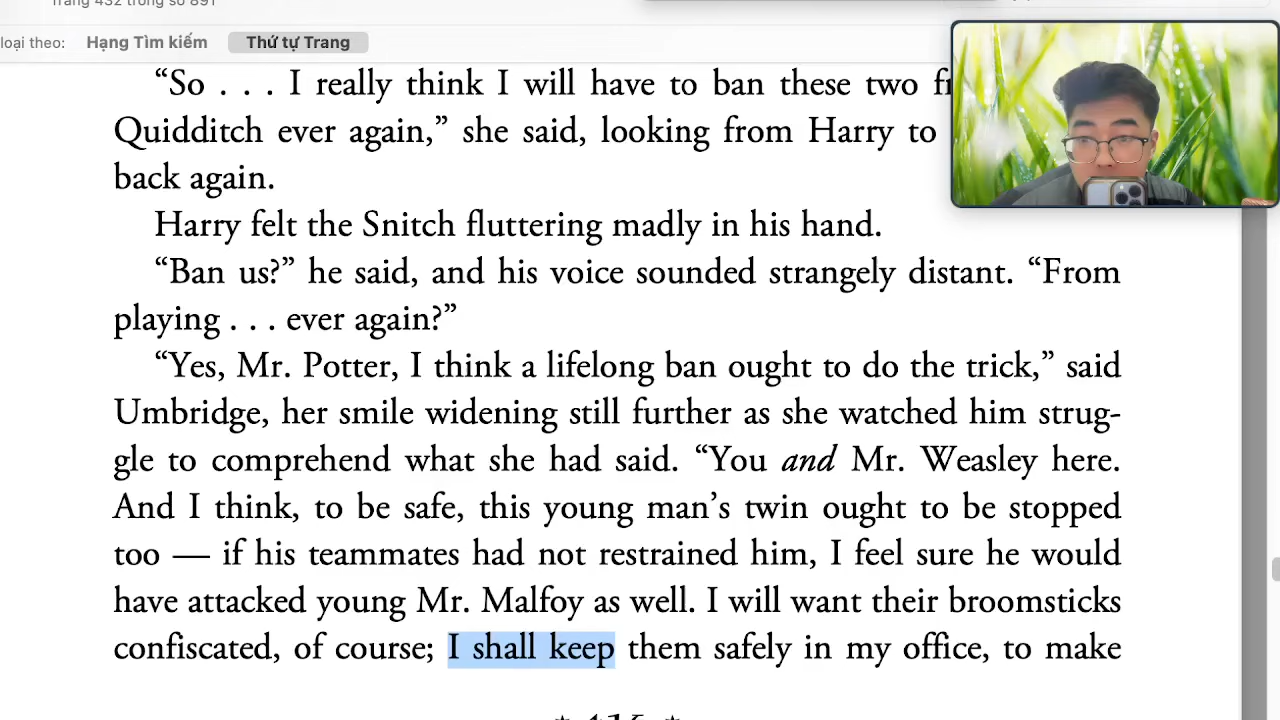 Trang 432 trong số 891
loại theo: Hạng Tìm kiếm Thứ tự Trang
“So . . . I really think I will have to ban these two
Quidditch ever again,” she said, looking from Harry to
back again.
Harry felt the Snitch fluttering madly in his hand.
“Ban us?” he said, and his voice sounded strangely distant. “From
playing . . . ever again?”
“Yes, Mr. Potter, I think a lifelong ban ought to do the trick,” said
Umbridge, her smile widening still further as she watched him strug-
gle to comprehend what she had said. “You and Mr. Weasley here.
And I think, to be safe, this young man’s twin ought to be stopped
too — if his teammates had not restrained him, I feel sure he would
have attacked young Mr. Malfoy as well. I will want their broomsticks
confiscated, of course; I shall keep them safely in my office, to make